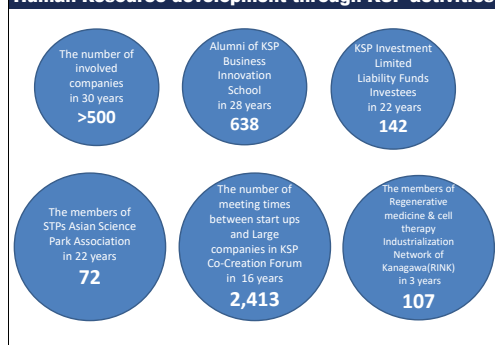 Human Resource development through KSP activities
The number of
involved
companies
in 30 years
>500
Alumni of KSP
Business
Innovation
School
in 28 years
638
KSP Investment
Limited
Liability Funds
Investees
in 22 years
142
The members of
STPs Asian Science
Park Association
in 22 years
72
The number of
meeting times
between start ups
and Large
companies in KSP
Co-Creation Forum
in 16 years
2,413
The members of
Regenerative
medicine & cell
therapy
Industrialization
Network of
Kanagawa(RINK)
in 3 years
107